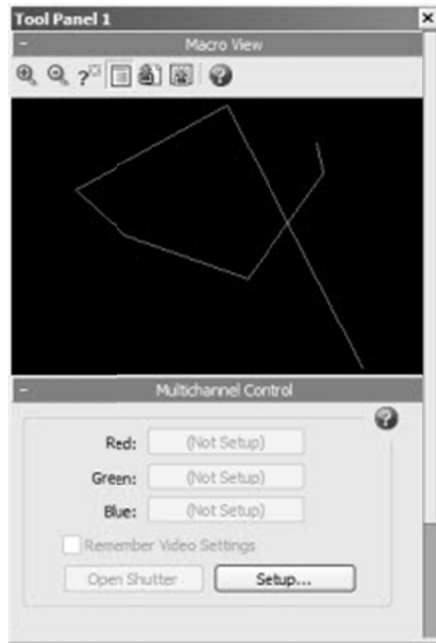 Tool Panel 1
Macro View
Multichannel Control
Red: (Not Setup)
Green: (Not Setup)
Blue: (Not Setup)
Remember Video Settings
Open Shutter Setup...